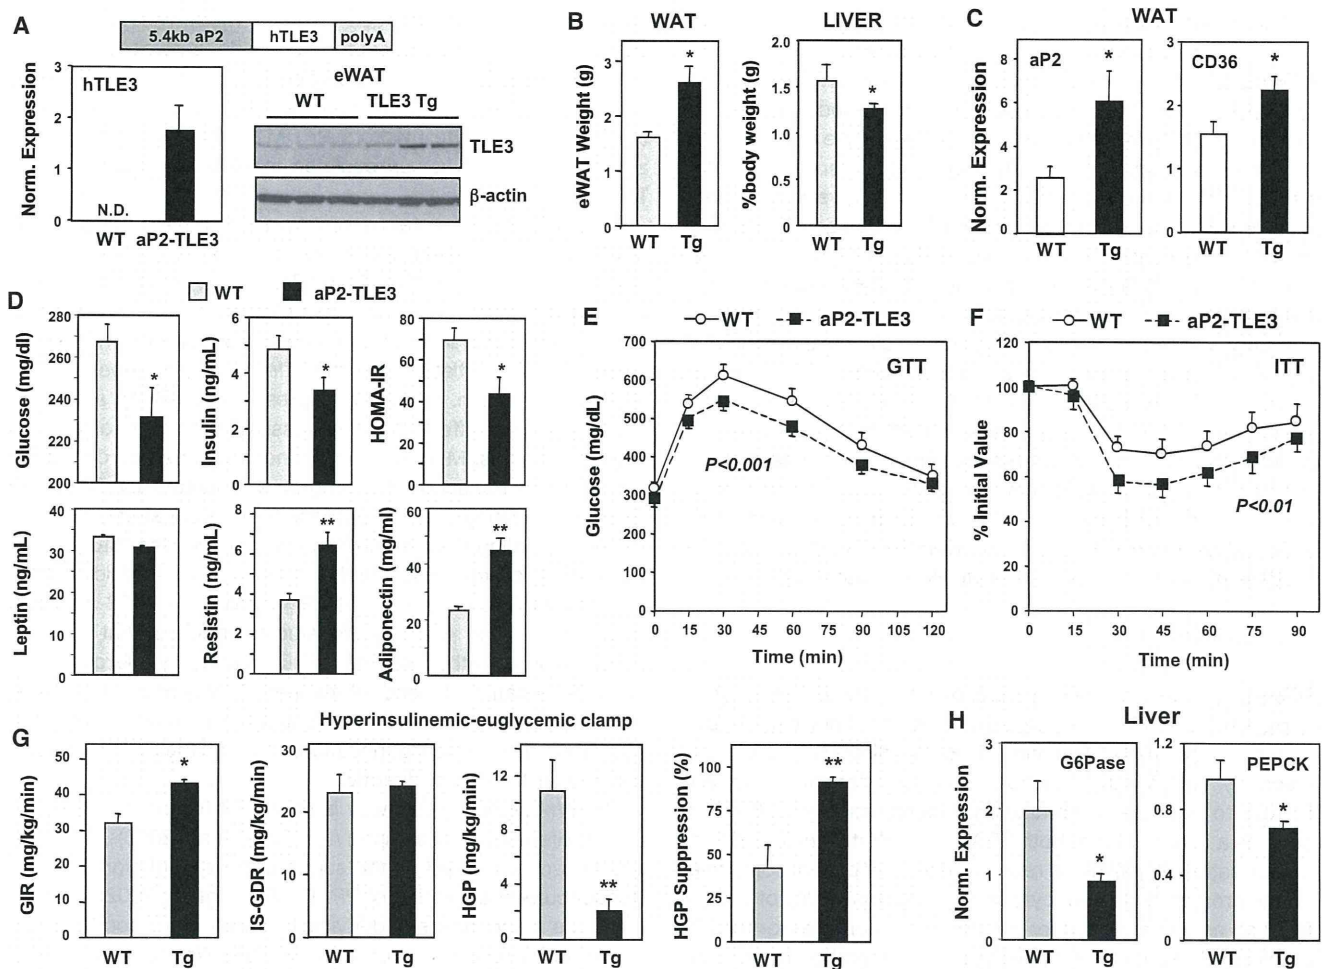 A
5.4kb aP2 hTLE3 polyA
Norm. Expression
3
2
1
0
hTLE3
N.D.
WT aP2-TLE3
eWAT
WT TLE3 Tg
TLE3
β-actin
B
WAT
eWAT Weight (g)
3
2
1
0
*
WT Tg
LIVER
%body weight (g)
2.0
1.5
1.0
0.5
0.0
*
WT Tg
C
WAT
Norm. Expression
8
6
4
2
0
aP2
*
WT Tg
3
2
1
0
CD36
*
WT Tg
D
WT aP2-TLE3
Glucose (mg/dl)
280
260
240
220
200
*
Insulin (ng/mL)
6
4
2
0
*
HOMA-IR
80
60
40
20
0
*
Leptin (ng/mL)
40
30
20
10
0
Resistin (ng/mL)
8
6
4
2
0
**
Adiponectin (mg/ml)
60
40
20
0
**
E
WT aP2-TLE3
Glucose (mg/dL)
700
600
500
400
300
200
100
0
GTT
P<0.001
0 15 30 45 60 75 105 120
90
Time (min)
F
WT aP2-TLE3
% Initial Value
120
100
80
60
40
20
0
ITT
P<0.01
0 15 30 45 60 75 90
Time (min)
G
Hyperinsulinemic-euglycemic clamp
GIR (mg/kg/min)
50
40
30
20
10
0
*
WT Tg
IS-GDR (mg/kg/min)
30
20
10
0
WT Tg
HGP (mg/kg/min)
12
8
4
0
**
WT Tg
HGP Suppression (%)
100
75
50
25
0
**
WT Tg
H
Liver
Norm. Expression
3
2
1
0
G6Pase
*
WT Tg
1.2
0.8
0.4
0
PEPCK
*
WT Tg